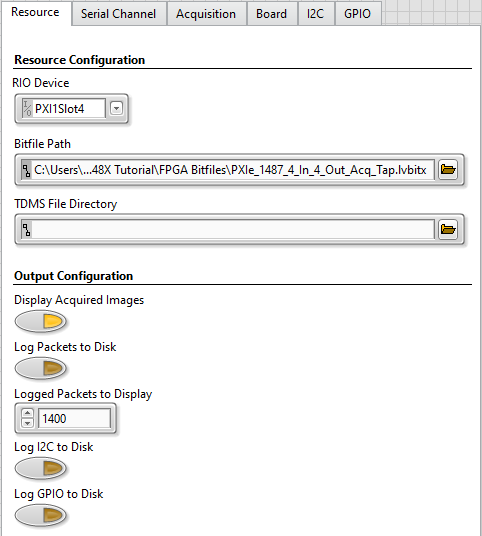 Resource Serial Channel Acquisition Board I2C GPIO
Resource Configuration
RIO Device
I/O PXI1Slot4
Bitfile Path
C:\Users\...48X Tutorial\FPGA Bitfiles\PXIe_1487_4_In_4_Out_Acq_Tap.lvbitx
TDMS File Directory
Output Configuration
Display Acquired Images
Log Packets to Disk
Logged Packets to Display
1400
Log I2C to Disk
Log GPIO to Disk